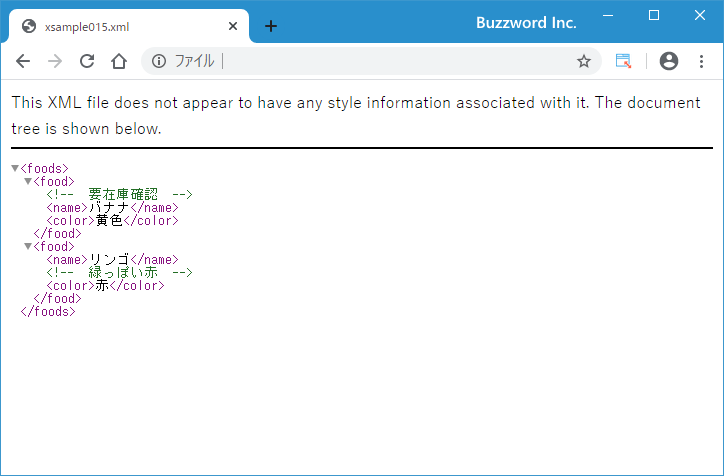 xsample015.xml
Buzzword Inc.
ファイル
This XML file does not appear to have any style information associated with it. The document
tree is shown below.
<foods>
<food>
<!-- 要在庫確認 -->
<name>バナナ</name>
<color>黄色</color>
</food>
<food>
<name>リンゴ</name>
<!-- 緑っぽい赤 -->
<color>赤</color>
</food>
</foods>